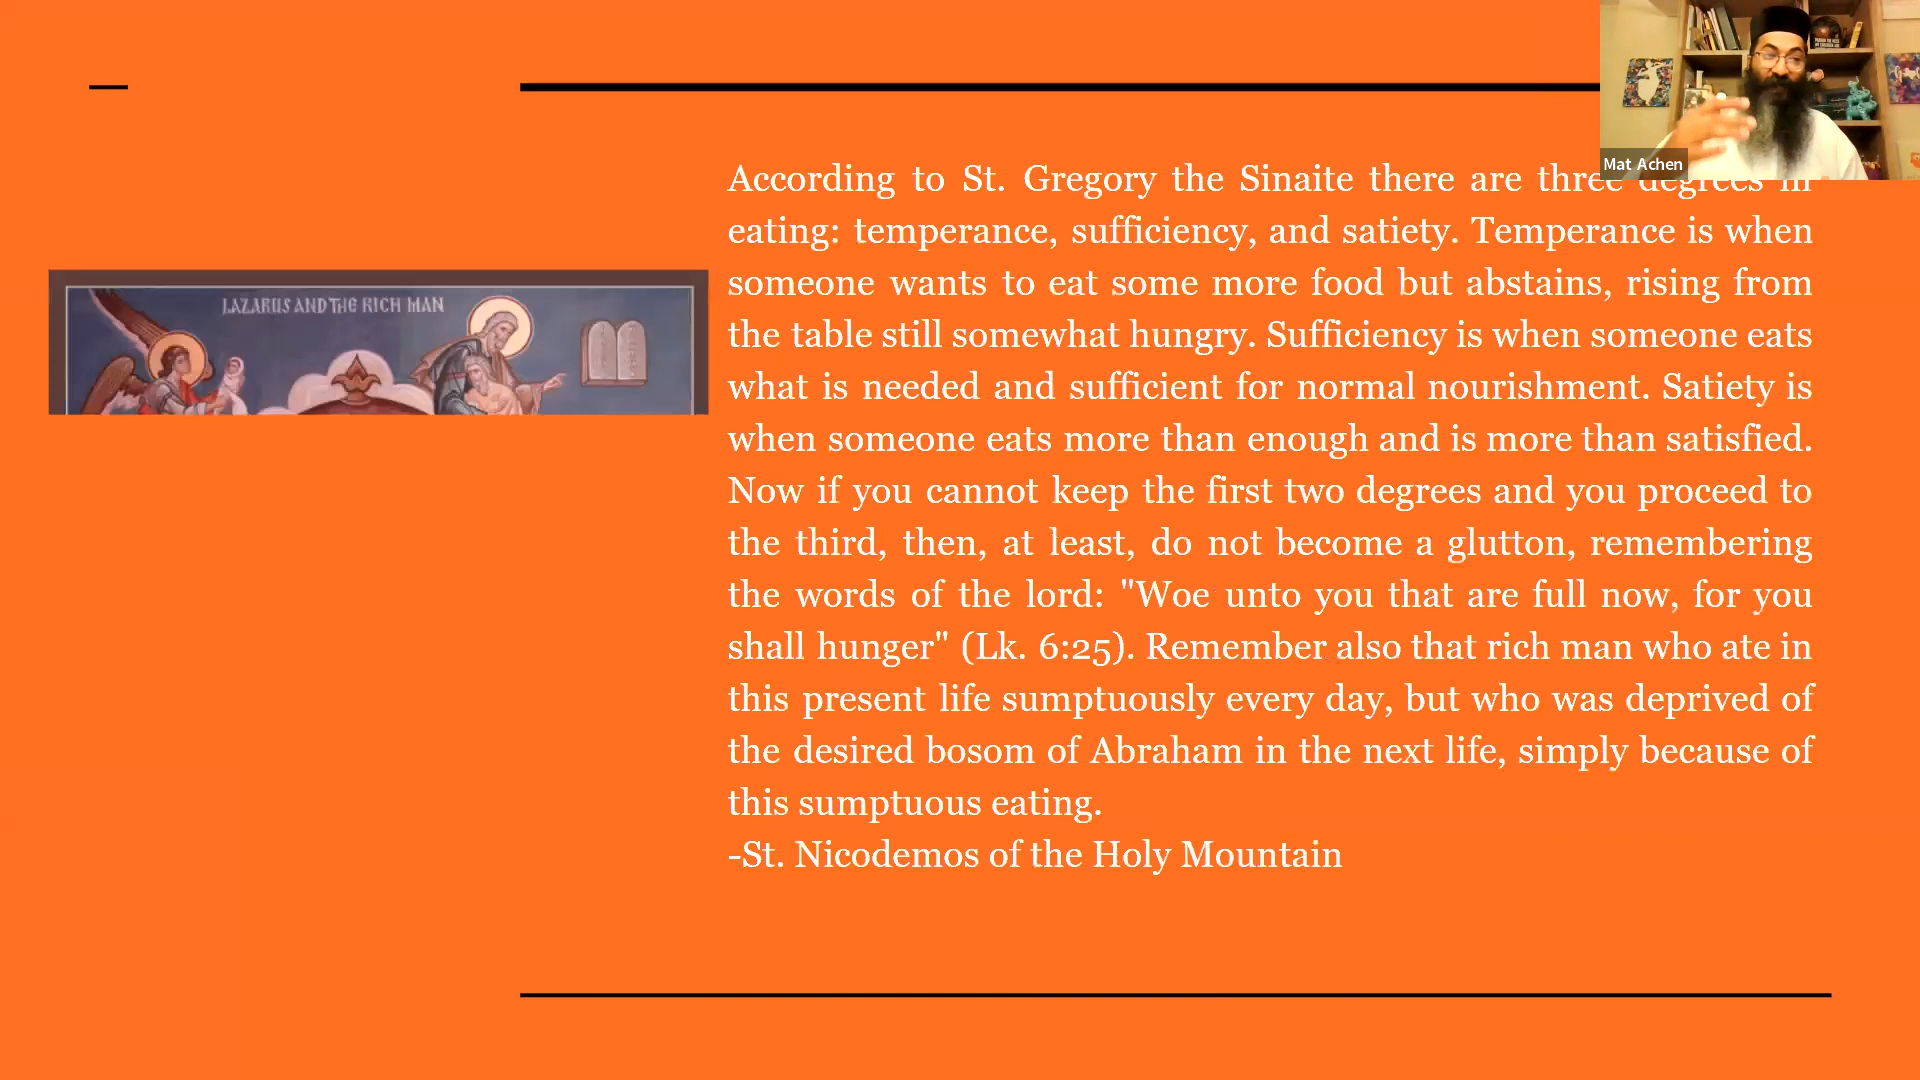 Mat Achen
LAZARUS AND THE RICH MAN
According to St. Gregory the Sinaite there are three degrees in
eating: temperance, sufficiency, and satiety. Temperance is when
someone wants to eat some more food but abstains, rising from
the table still somewhat hungry. Sufficiency is when someone eats
what is needed and sufficient for normal nourishment. Satiety is
when someone eats more than enough and is more than satisfied.
Now if you cannot keep the first two degrees and you proceed to
the third, then, at least, do not become a glutton, remembering
the words of the lord: "Woe unto you that are full now, for you
shall hunger" (Lk. 6:25). Remember also that rich man who ate in
this present life sumptuously every day, but who was deprived of
the desired bosom of Abraham in the next life, simply because of
this sumptuous eating.
-St. Nicodemos of the Holy Mountain